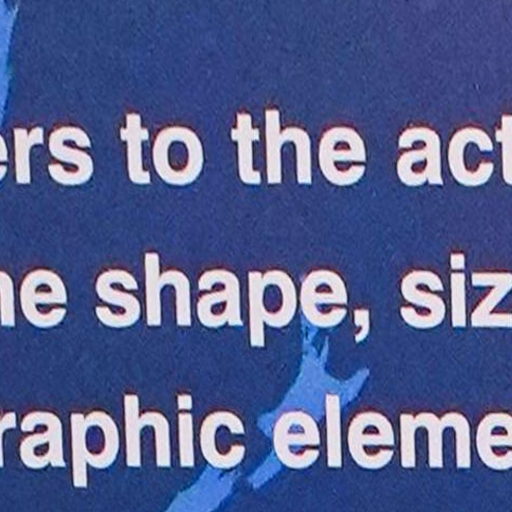 ers to the act
he shape, siz
raphic eleme